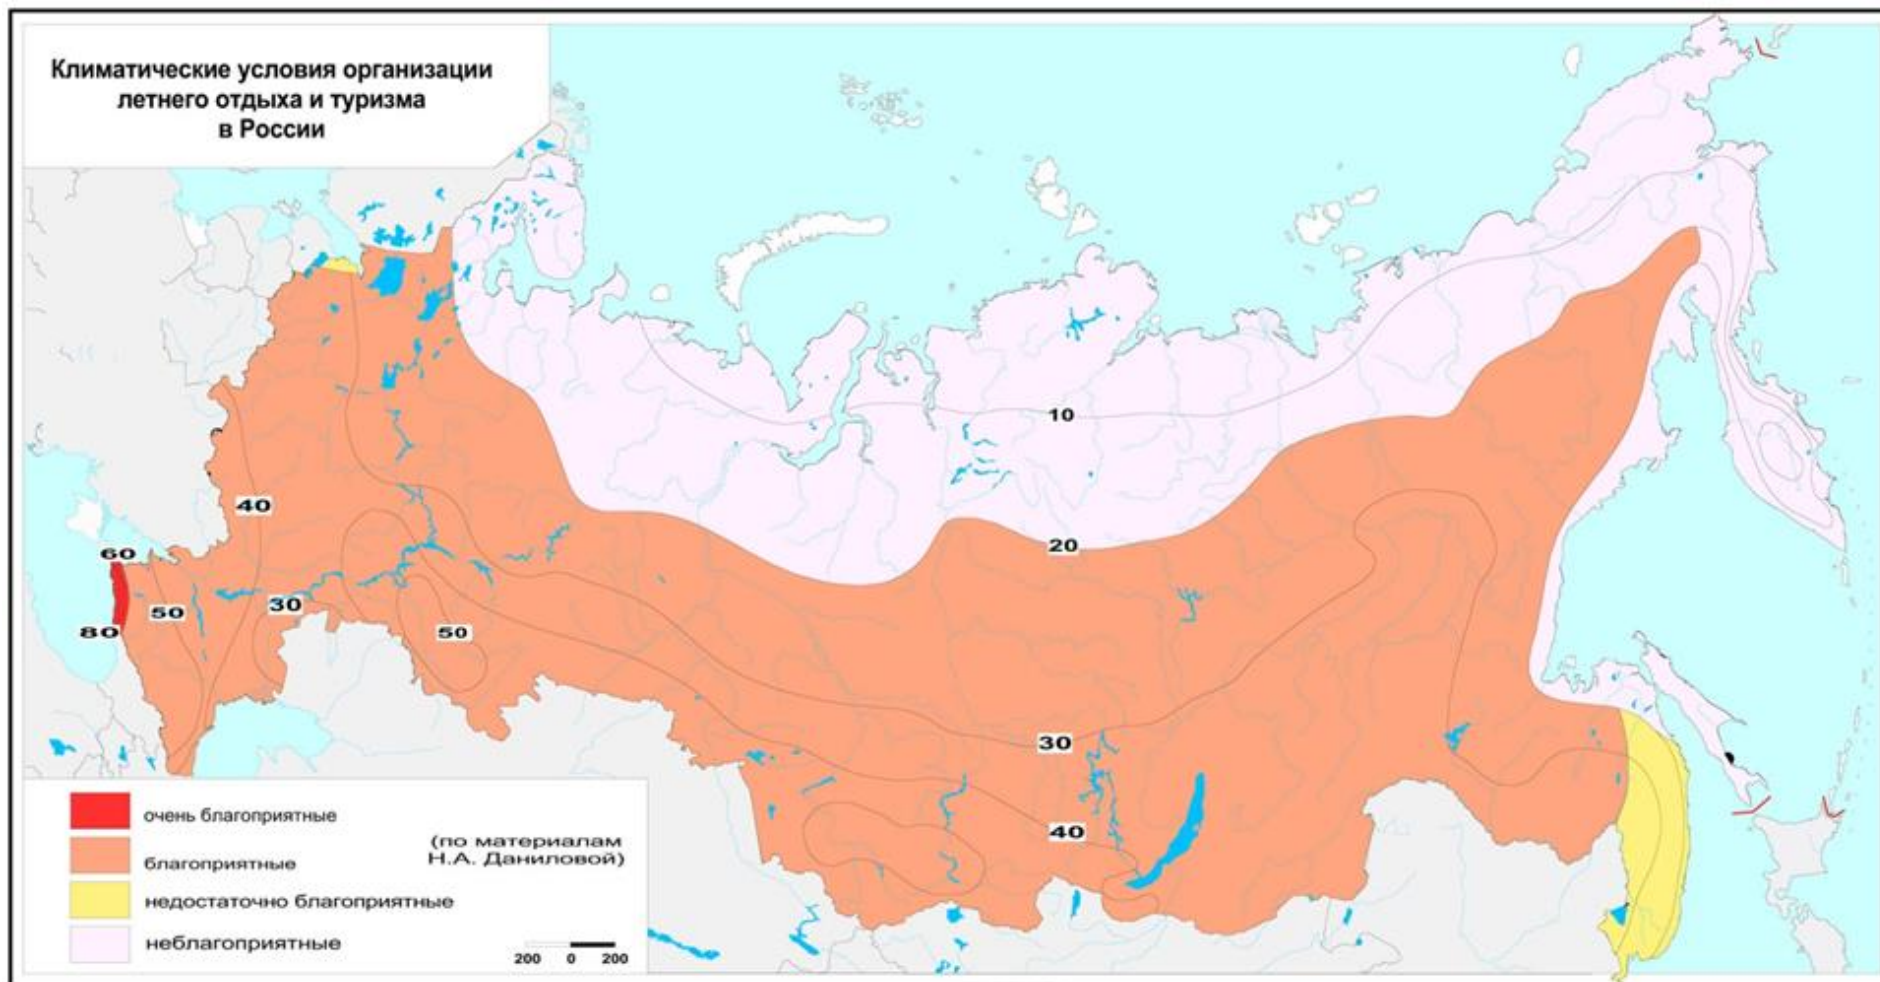 Климатические условия организации
летнего отдыха и туризма
в России
10
20
40
60
50
30
80
50
30
40
очень благоприятные
(по материалам
Н.А. Даниловой)
благоприятные
недостаточно благоприятные
неблагоприятные
200 0 200